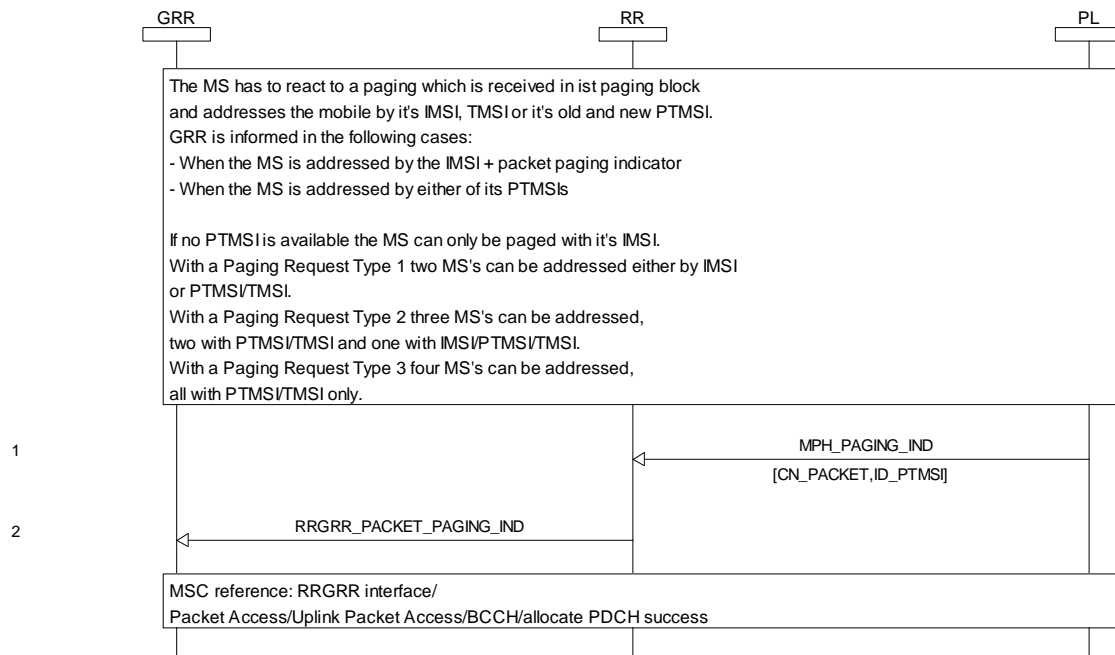 GRR RR PL
The MS has to react to a paging which is received in ist paging block
and addresses the mobile by it's IMSI, TMSI or it's old and new PTMSI.
GRR is informed in the following cases:
- When the MS is addressed by the IMSI + packet paging indicator
- When the MS is addressed by either of its PTMSIs
If no PTMSI is available the MS can only be paged with it's IMSI.
With a Paging Request Type 1 two MS's can be addressed either by IMSI
or PTMSI/TMSI.
With a Paging Request Type 2 three MS's can be addressed,
two with PTMSI/TMSI and one with IMSI/PTMSI/TMSI.
With a Paging Request Type 3 four MS's can be addressed,
all with PTMSI/TMSI only.
1 MPH_PAGING_IND
[CN_PACKET,ID_PTMSI]
2 RRGRR_PACKET_PAGING_IND
MSC reference: RRGRR interface/
Packet Access/Uplink Packet Access/BCCH/allocate PDCH success